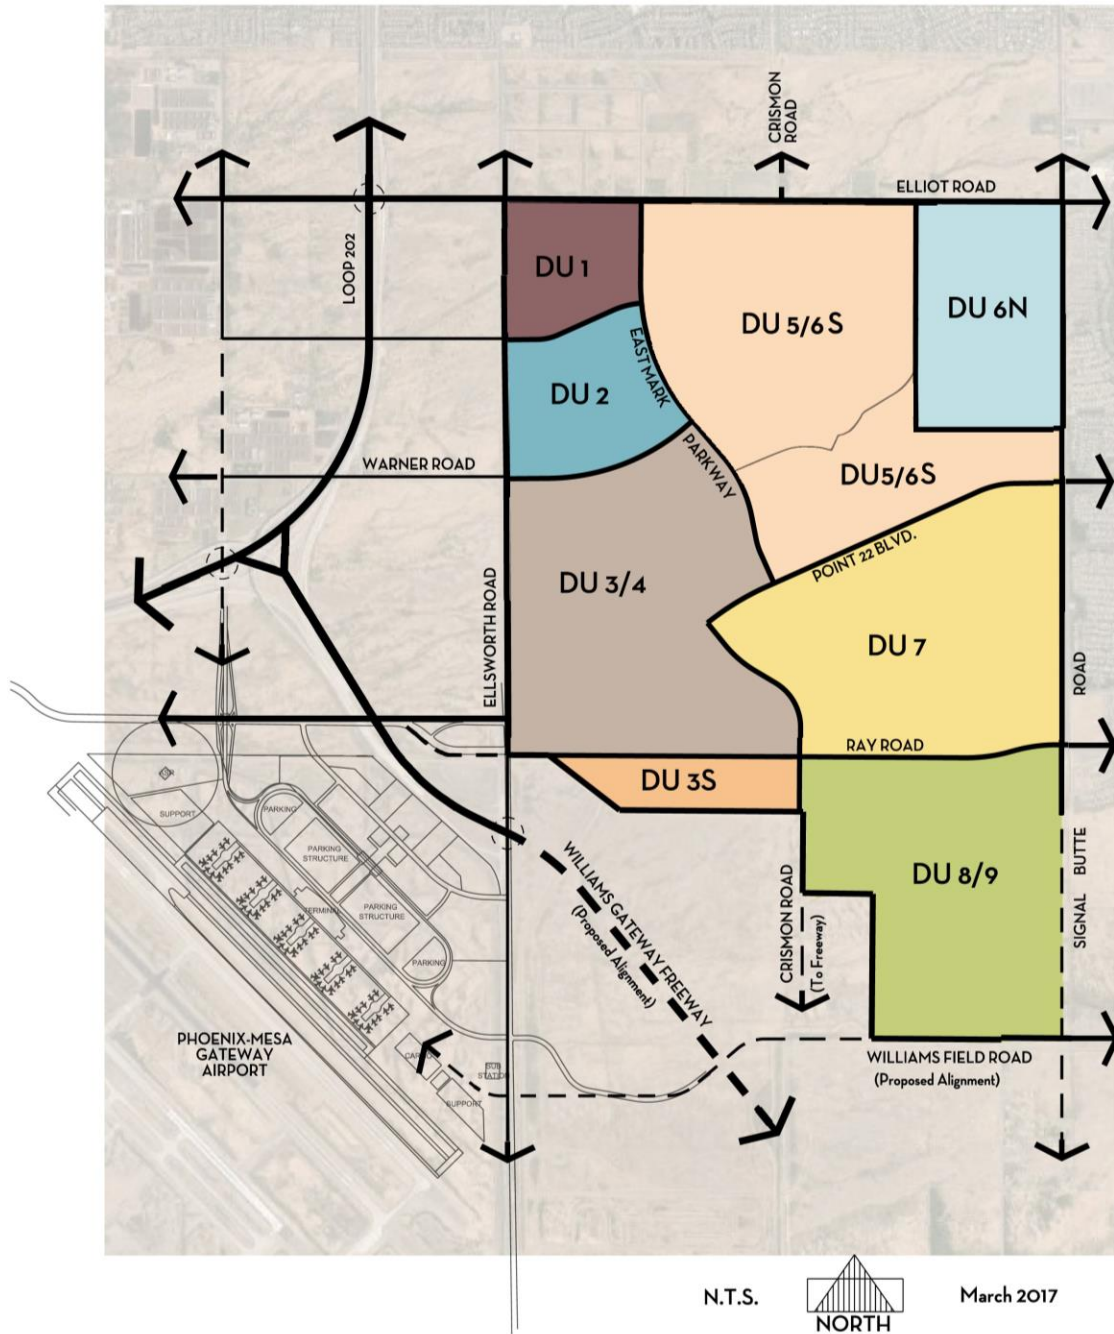 CRISMON
ROAD
ELLIOT ROAD
LOOP 202
DU 1
DU 5/6 S
DU 6N
EASTMARK
DU 2
PARKWAY
WARNER ROAD
DU5/6S
POINT 22 BLVD.
DU 3/4
ELLSWORTH ROAD
DU 7
ROAD
RAY ROAD
DU 3S
SUPPORT
PARKING
PARKING
STRUCTURE
TERMINAL
PARKING
STRUCTURE
PARKING
WILLIAMS GATEWAY FREEWAY
(Proposed Alignment)
CRISMON ROAD
(To Freeway)
DU 8/9
SIGNAL BUTTE
PHOENIX-MESA
GATEWAY
AIRPORT
SUB
STATION
SUPPORT
WILLIAMS FIELD ROAD
(Proposed Alignment)
N.T.S.
NORTH
March 2017